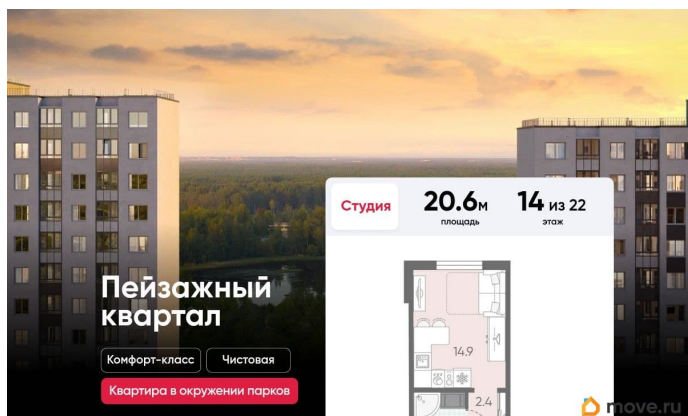 Студия
20.6м
площадь
14 из 22
этаж
Пейзажный
квартал
Комфорт-класс
Чистовая
Квартира в окружении парков
14.9
2.4
move.ru